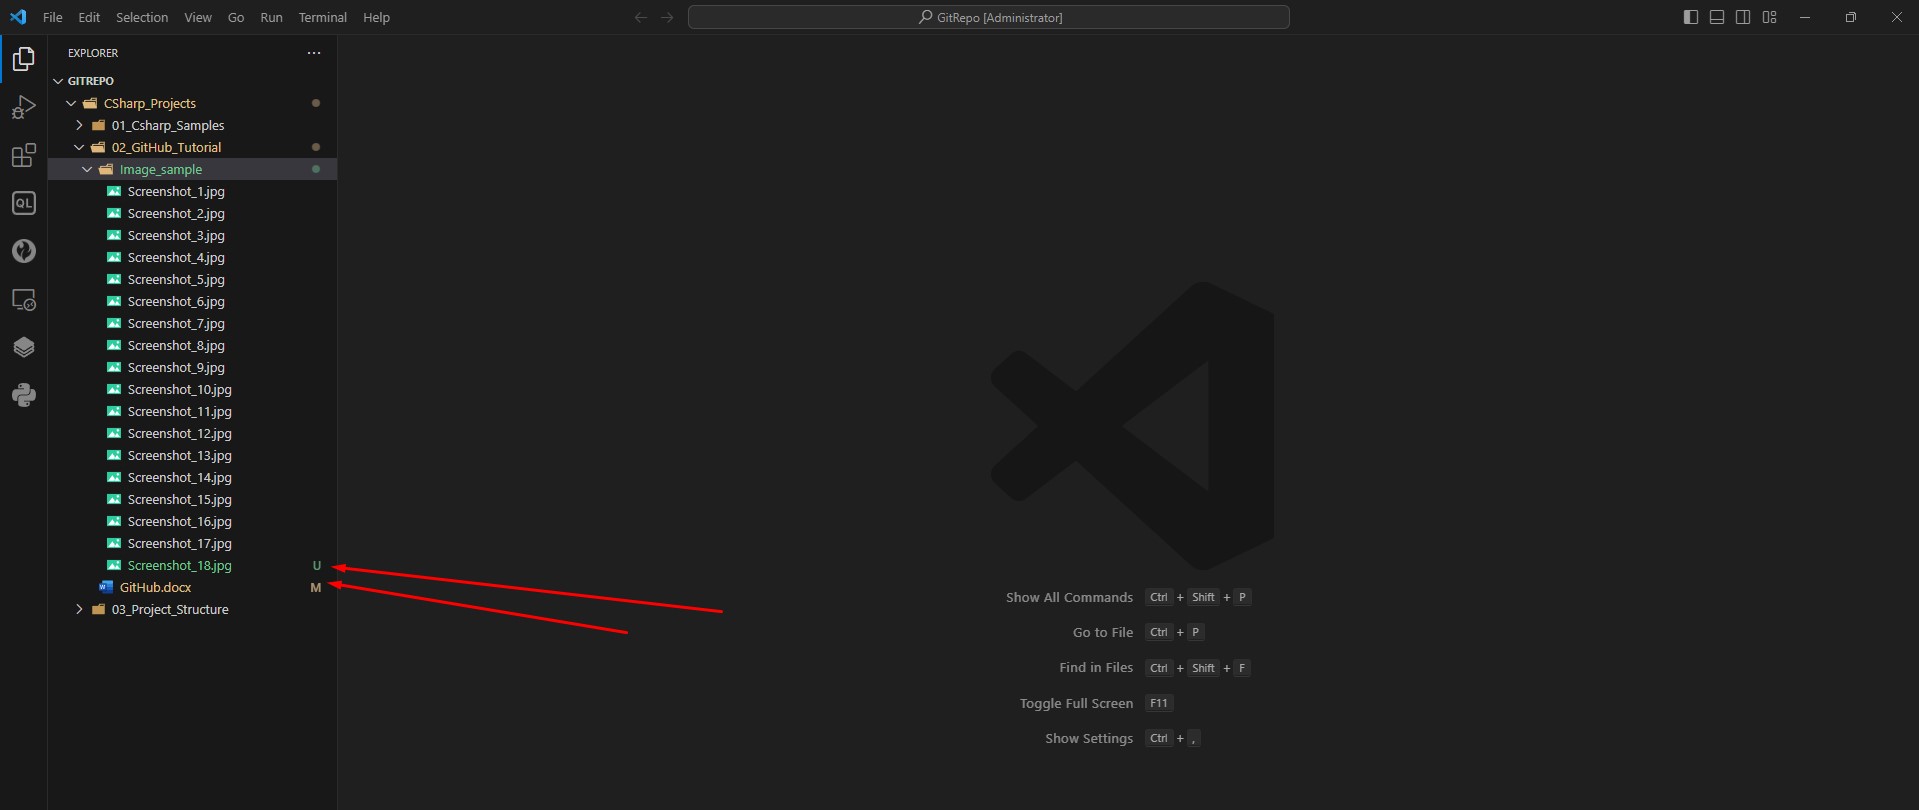 File Edit Selection View Go Run Terminal Help
GitRepo [Administrator]
EXPLORER
GITREPO
CSharp_Projects
01_Csharp_Samples
02_GitHub_Tutorial
Image_sample
Screenshot_1.jpg
Screenshot_2.jpg
Screenshot_3.jpg
Screenshot_4.jpg
Screenshot_5.jpg
Screenshot_6.jpg
Screenshot_7.jpg
Screenshot_8.jpg
Screenshot_9.jpg
Screenshot_10.jpg
Screenshot_11.jpg
Screenshot_12.jpg
Screenshot_13.jpg
Screenshot_14.jpg
Screenshot_15.jpg
Screenshot_16.jpg
Screenshot_17.jpg
Screenshot_18.jpg U
GitHub.docx M
03_Project_Structure
QL
Show All Commands Ctrl + Shift + P
Go to File Ctrl + P
Find in Files Ctrl + Shift + F
Toggle Full Screen F11
Show Settings Ctrl + ,